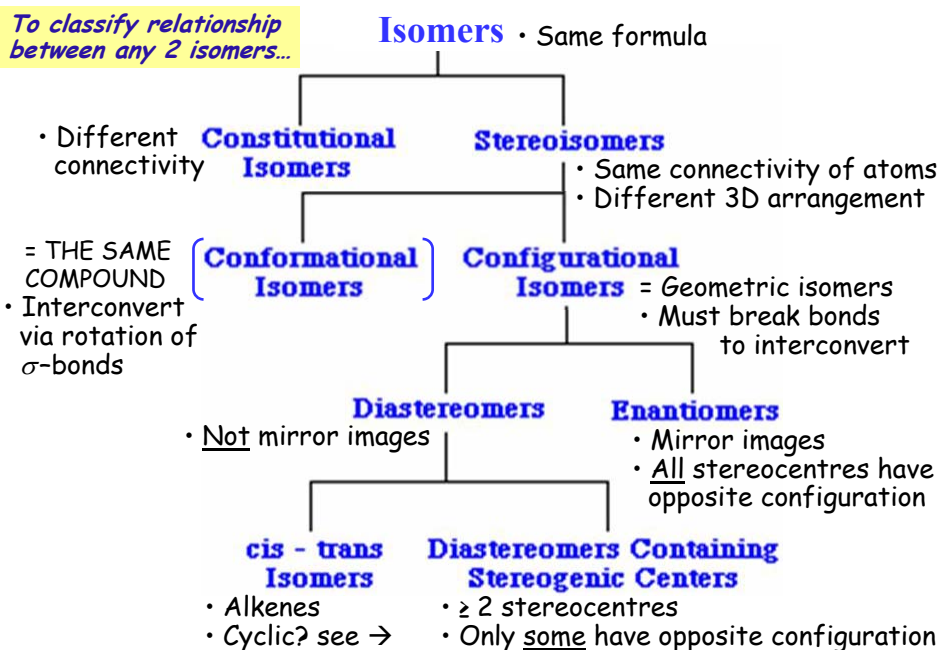 To classify relationship
between any 2 isomers…
Isomers • Same formula
• Different
connectivity
Constitutional
Isomers
Stereoisomers
• Same connectivity of atoms
• Different 3D arrangement
= THE SAME
COMPOUND
• Interconvert
via rotation of
σ–bonds
Conformational
Isomers
Configurational
Isomers
= Geometric isomers
• Must break bonds
to interconvert
Diastereomers
• Not mirror images
Enantiomers
• Mirror images
• All stereocentres have
opposite configuration
cis - trans
Isomers
• Alkenes
• Cyclic? see →
Diastereomers Containing
Stereogenic Centers
• ≥ 2 stereocentres
• Only some have opposite configuration